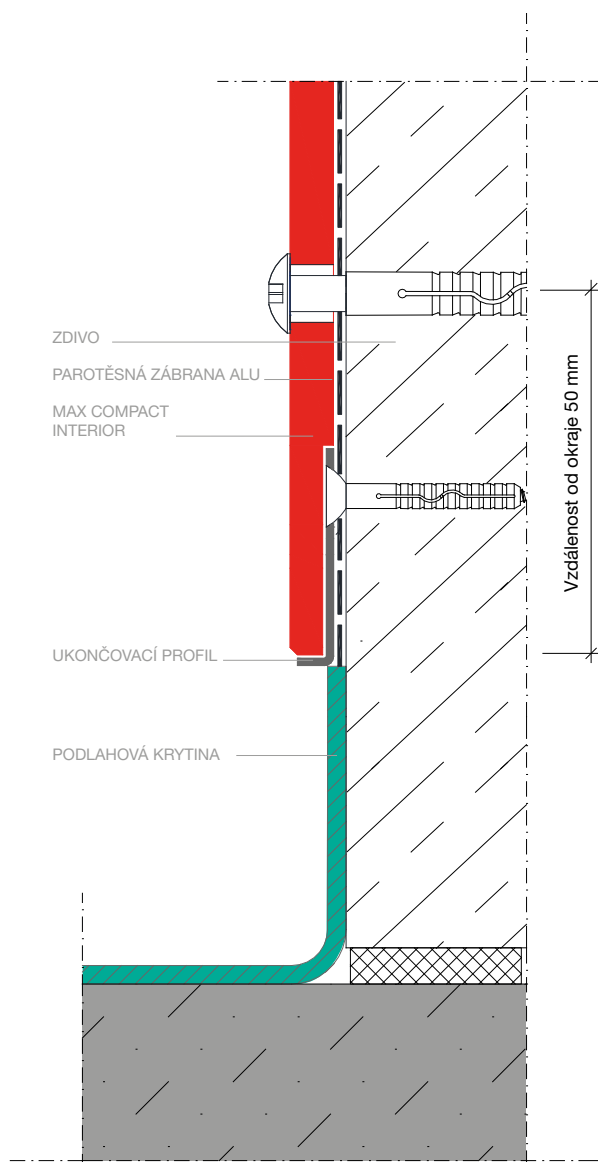 ZDIVO
PAROTĚSNÁ ZÁBRANA ALU
MAX COMPACT
INTERIOR
Vzdálenost od okraje 50 mm
UKONČOVACÍ PROFIL
PODLAHOVÁ KRYTINA